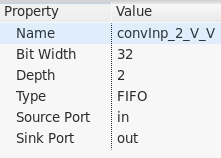 Property Value
Name convInp_2_V_V
Bit Width 32
Depth 2
Type FIFO
Source Port in
Sink Port out